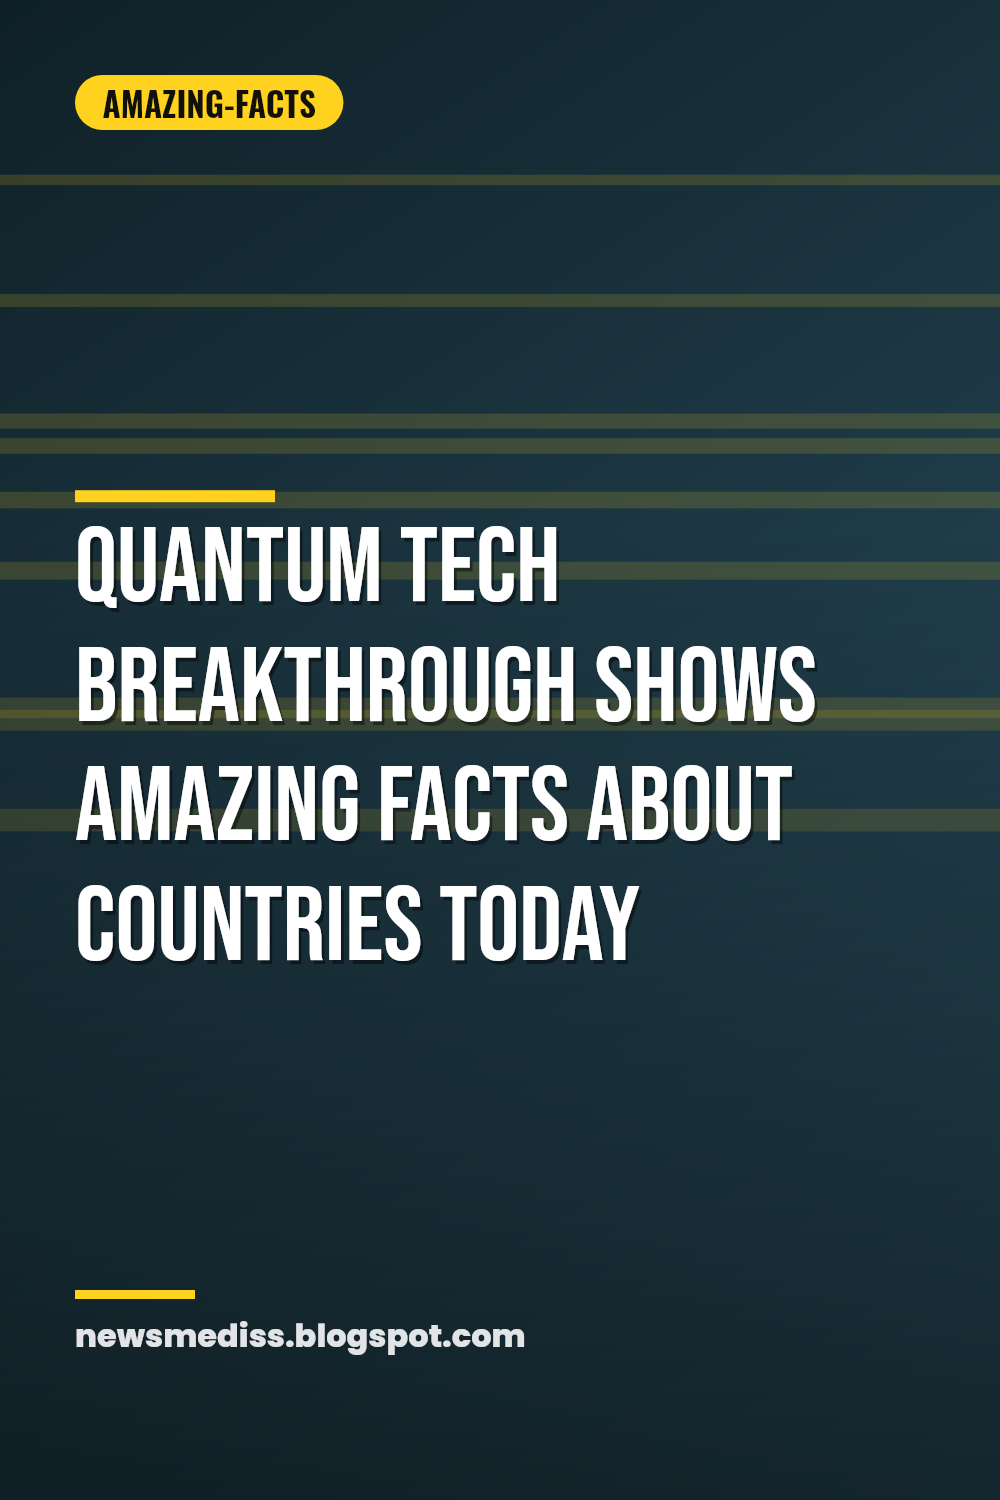 AMAZING-FACTS
QUANTUM TECH
BREAKTHROUGH SHOWS
AMAZING FACTS ABOUT
COUNTRIES TODAY
newsmediss.blogspot.com